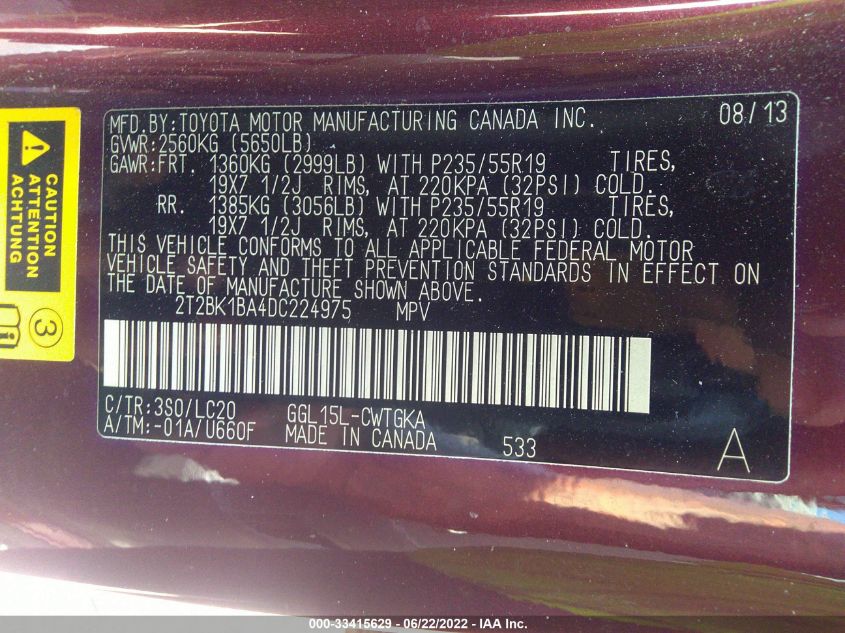 MFD.BY:TOYOTA MOTOR MANUFACTURING CANADA INC. 08/13
GVWR:2560KG (5650LB)
GAWR:FRT. 1360KG (2999LB) WITH P235/55R19 TIRES,
19X7 1/2J RIMS, AT 220KPA (32PSI) COLD.
RR. 1385KG (3056LB) WITH P235/55R19 TIRES,
19X7 1/2J RIMS, AT 220KPA (32PSI) COLD.
THIS VEHICLE CONFORMS TO ALL APPLICABLE FEDERAL MOTOR
VEHICLE SAFETY AND THEFT PREVENTION STANDARDS IN EFFECT ON
THE DATE OF MANUFACTURE SHOWN ABOVE.
2T2BK1BA4DC224975 MPV
C/TR:3S0/LC20 GGL15L-CWTGKA
A/TM:-01A/U660F MADE IN CANADA 533 A
CAUTION
ATTENTION
3
000-33415629 - 06/22/2022 - IAA Inc.